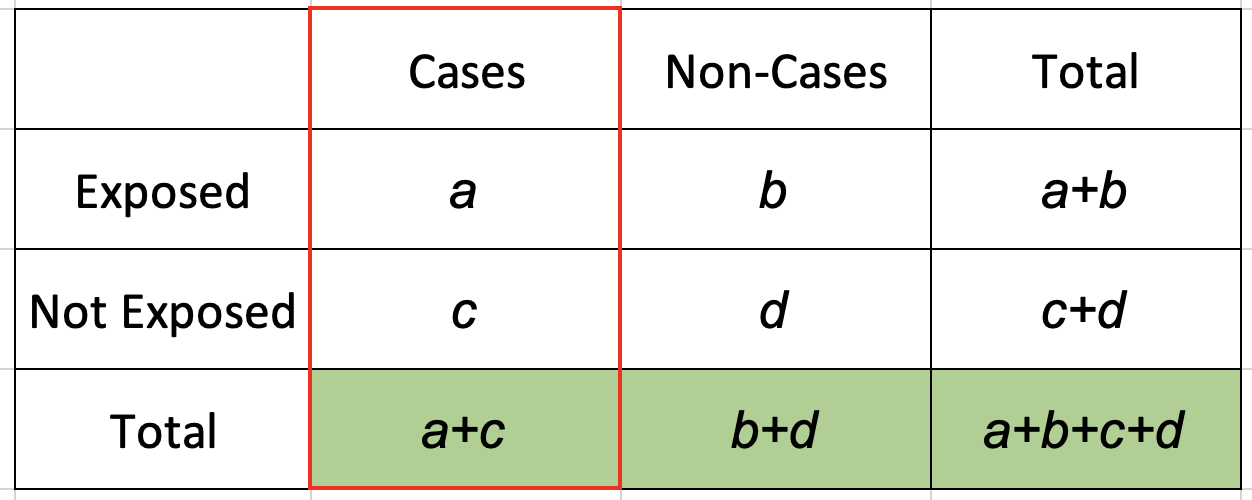 Cases Non-Cases Total
Exposed a b a+b
Not Exposed c d c+d
Total a+c b+d a+b+c+d